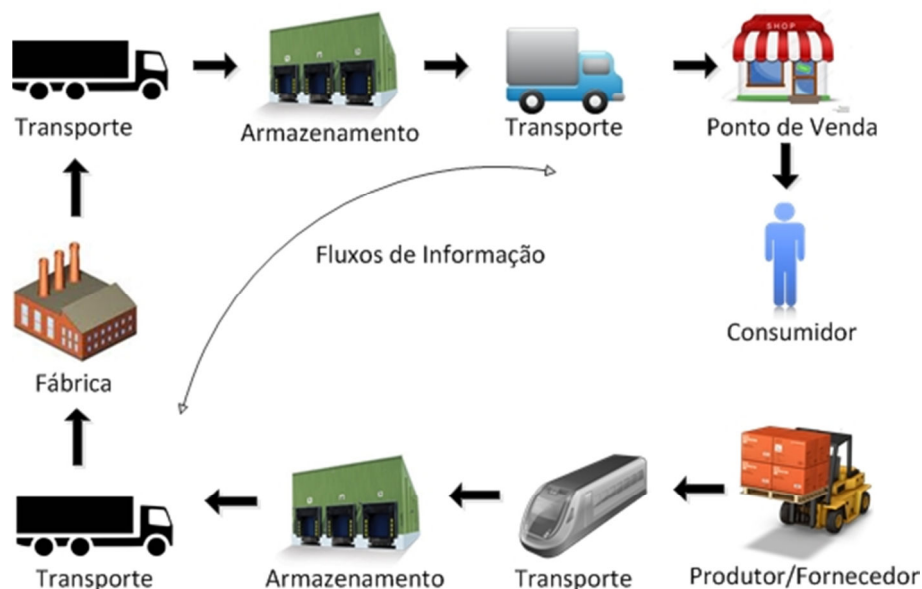 SHOP
Transporte
Armazenamento
Transporte
Ponto de Venda
Fluxos de Informação
Consumidor
Fábrica
Transporte
Armazenamento
Transporte
Produtor/Fornecedor